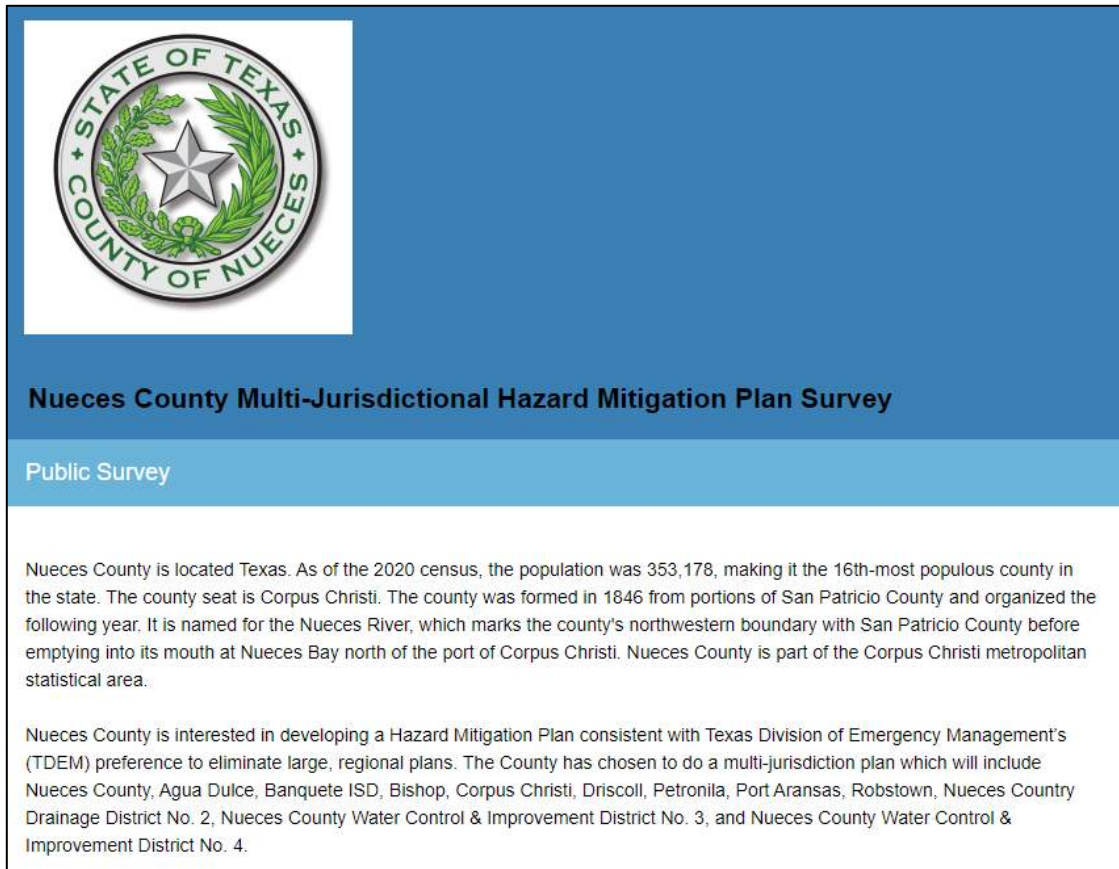 STATE OF TEXAS
COUNTY OF NUECES
Nueces County Multi-Jurisdictional Hazard Mitigation Plan Survey
Public Survey
Nueces County is located Texas. As of the 2020 census, the population was 353,178, making it the 16th-most populous county in
the state. The county seat is Corpus Christi. The county was formed in 1846 from portions of San Patricio County and organized the
following year. It is named for the Nueces River, which marks the county's northwestern boundary with San Patricio County before
emptying into its mouth at Nueces Bay north of the port of Corpus Christi. Nueces County is part of the Corpus Christi metropolitan
statistical area.
Nueces County is interested in developing a Hazard Mitigation Plan consistent with Texas Division of Emergency Management's
(TDEM) preference to eliminate large, regional plans. The County has chosen to do a multi-jurisdiction plan which will include
Nueces County, Agua Dulce, Banquete ISD, Bishop, Corpus Christi, Driscoll, Petronila, Port Aransas, Robstown, Nueces Country
Drainage District No. 2, Nueces County Water Control & Improvement District No. 3, and Nueces County Water Control &
Improvement District No. 4.